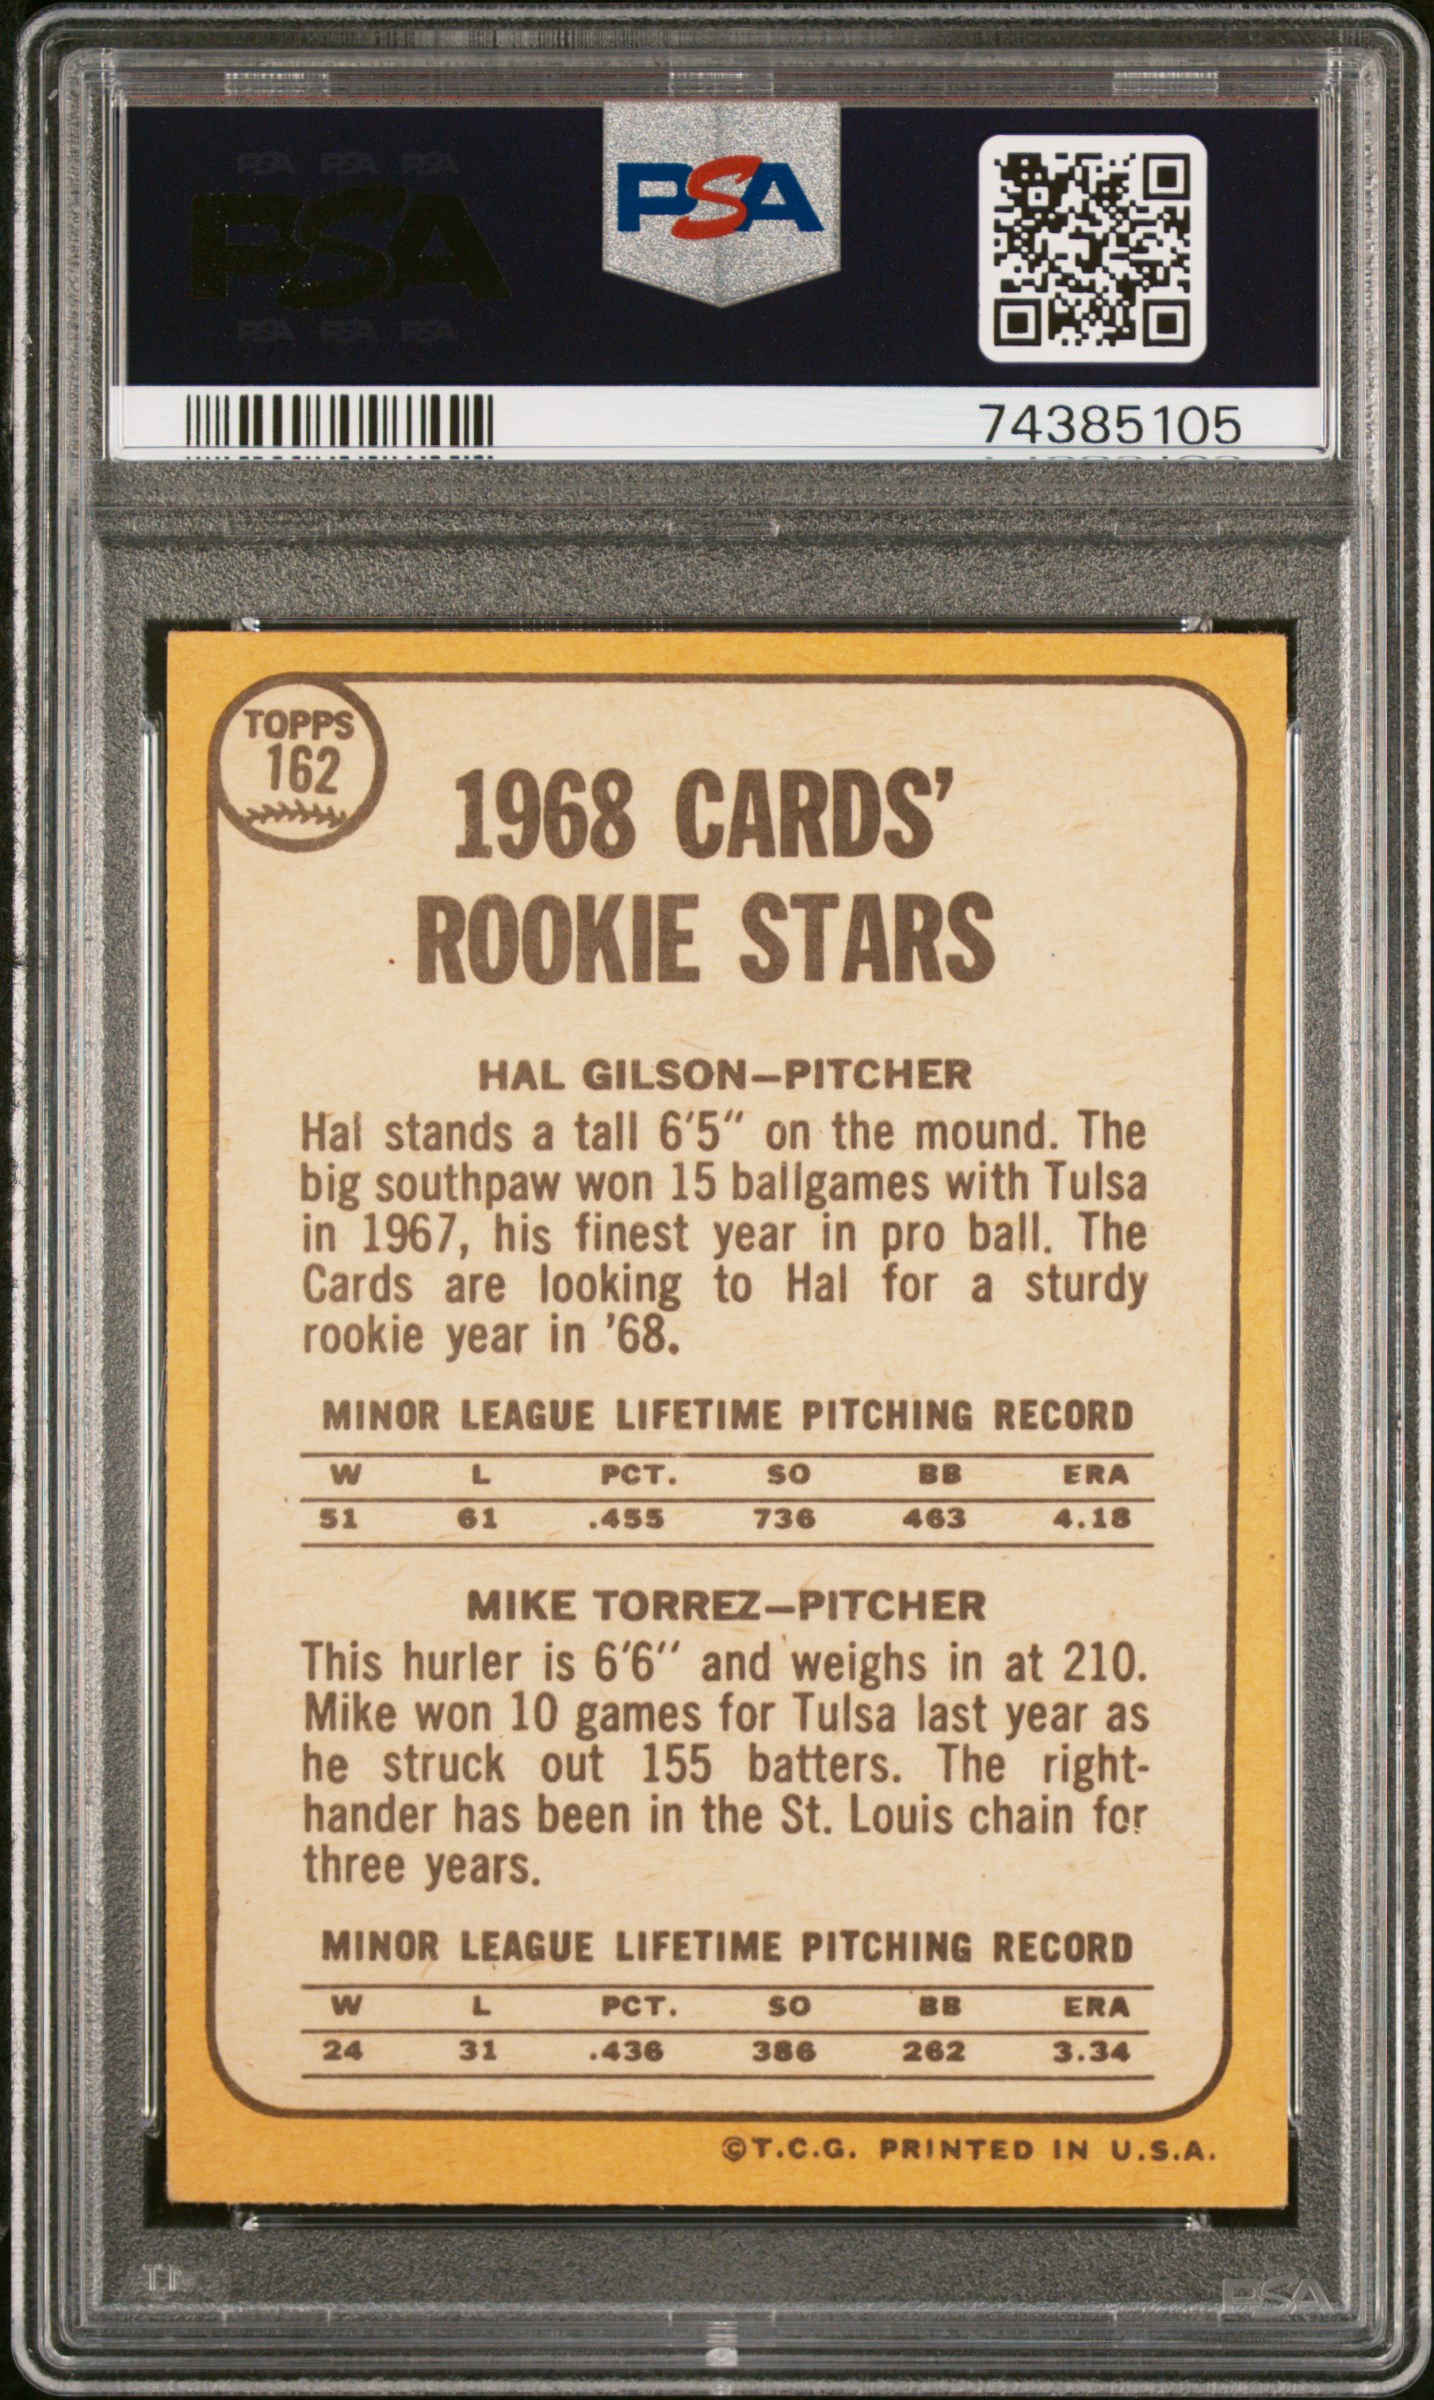 PSA PSA PSA
PSA
PSA PSA PSA
PSA
74385105
TOPPS
162
1968 CARDS'
ROOKIE STARS
HAL GILSON–PITCHER
Hal stands a tall 6'5" on the mound. The
big southpaw won 15 ballgames with Tulsa
in 1967, his finest year in pro ball. The
Cards are looking to Hal for a sturdy
rookie year in '68.
MINOR LEAGUE LIFETIME PITCHING RECORD
W L PCT. SO BB ERA
51 61 .455 736 463 4.18
MIKE TORREZ–PITCHER
This hurler is 6'6" and weighs in at 210.
Mike won 10 games for Tulsa last year as
he struck out 155 batters. The right-
hander has been in the St. Louis chain for
three years.
MINOR LEAGUE LIFETIME PITCHING RECORD
W L PCT. SO BB ERA
24 31 .436 386 262 3.34
©T.C.G. PRINTED IN U.S.A.
PSA